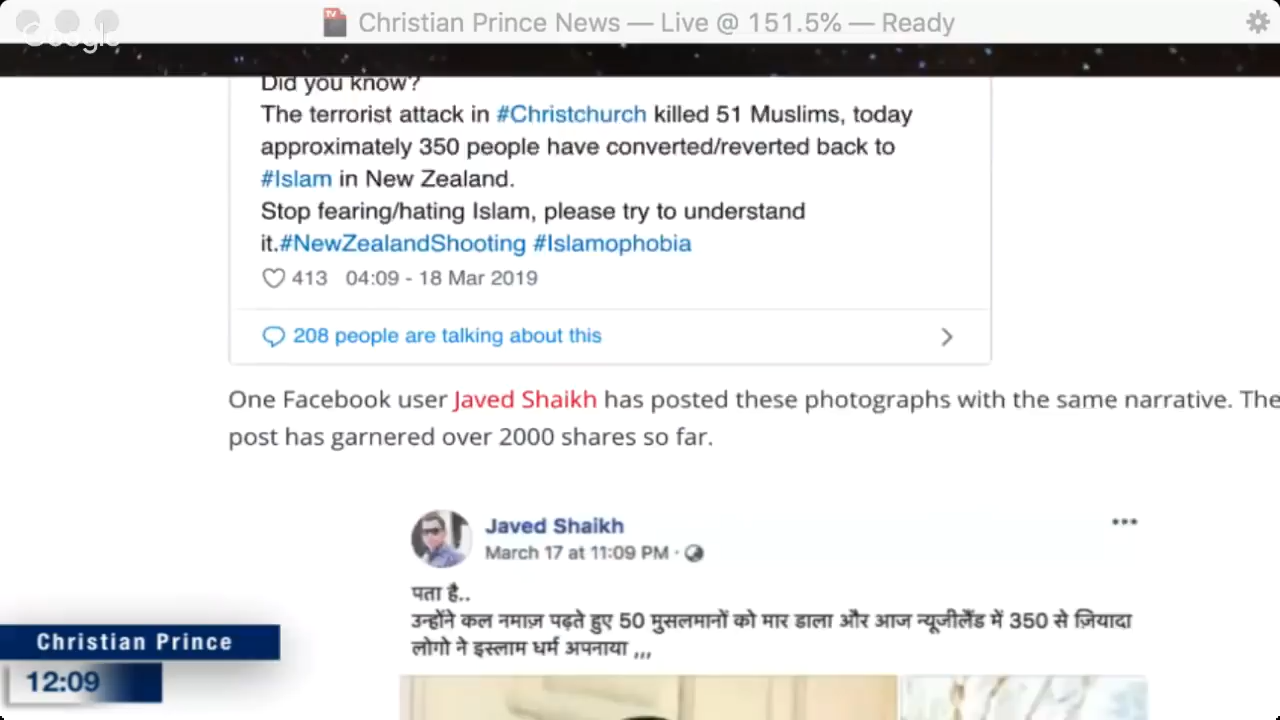 Christian Prince News — Live @ 151.5% — Ready
Google
Did you know?
The terrorist attack in #Christchurch killed 51 Muslims, today
approximately 350 people have converted/reverted back to
#Islam in New Zealand.
Stop fearing/hating Islam, please try to understand
it.#NewZealandShooting #Islamophobia
413 04:09 - 18 Mar 2019
208 people are talking about this
One Facebook user Javed Shaikh has posted these photographs with the same narrative. The
post has garnered over 2000 shares so far.
Javed Shaikh
March 17 at 11:09 PM ·
पता है..
उन्होंने कल नमाज़ पढ़ते हुए 50 मुसलमानों को मार डाला और आज न्यूज़ीलैंड में 350 से ज़ियादा
लोगो ने इस्लाम धर्म अपनाया ,,,
Christian Prince
12:09